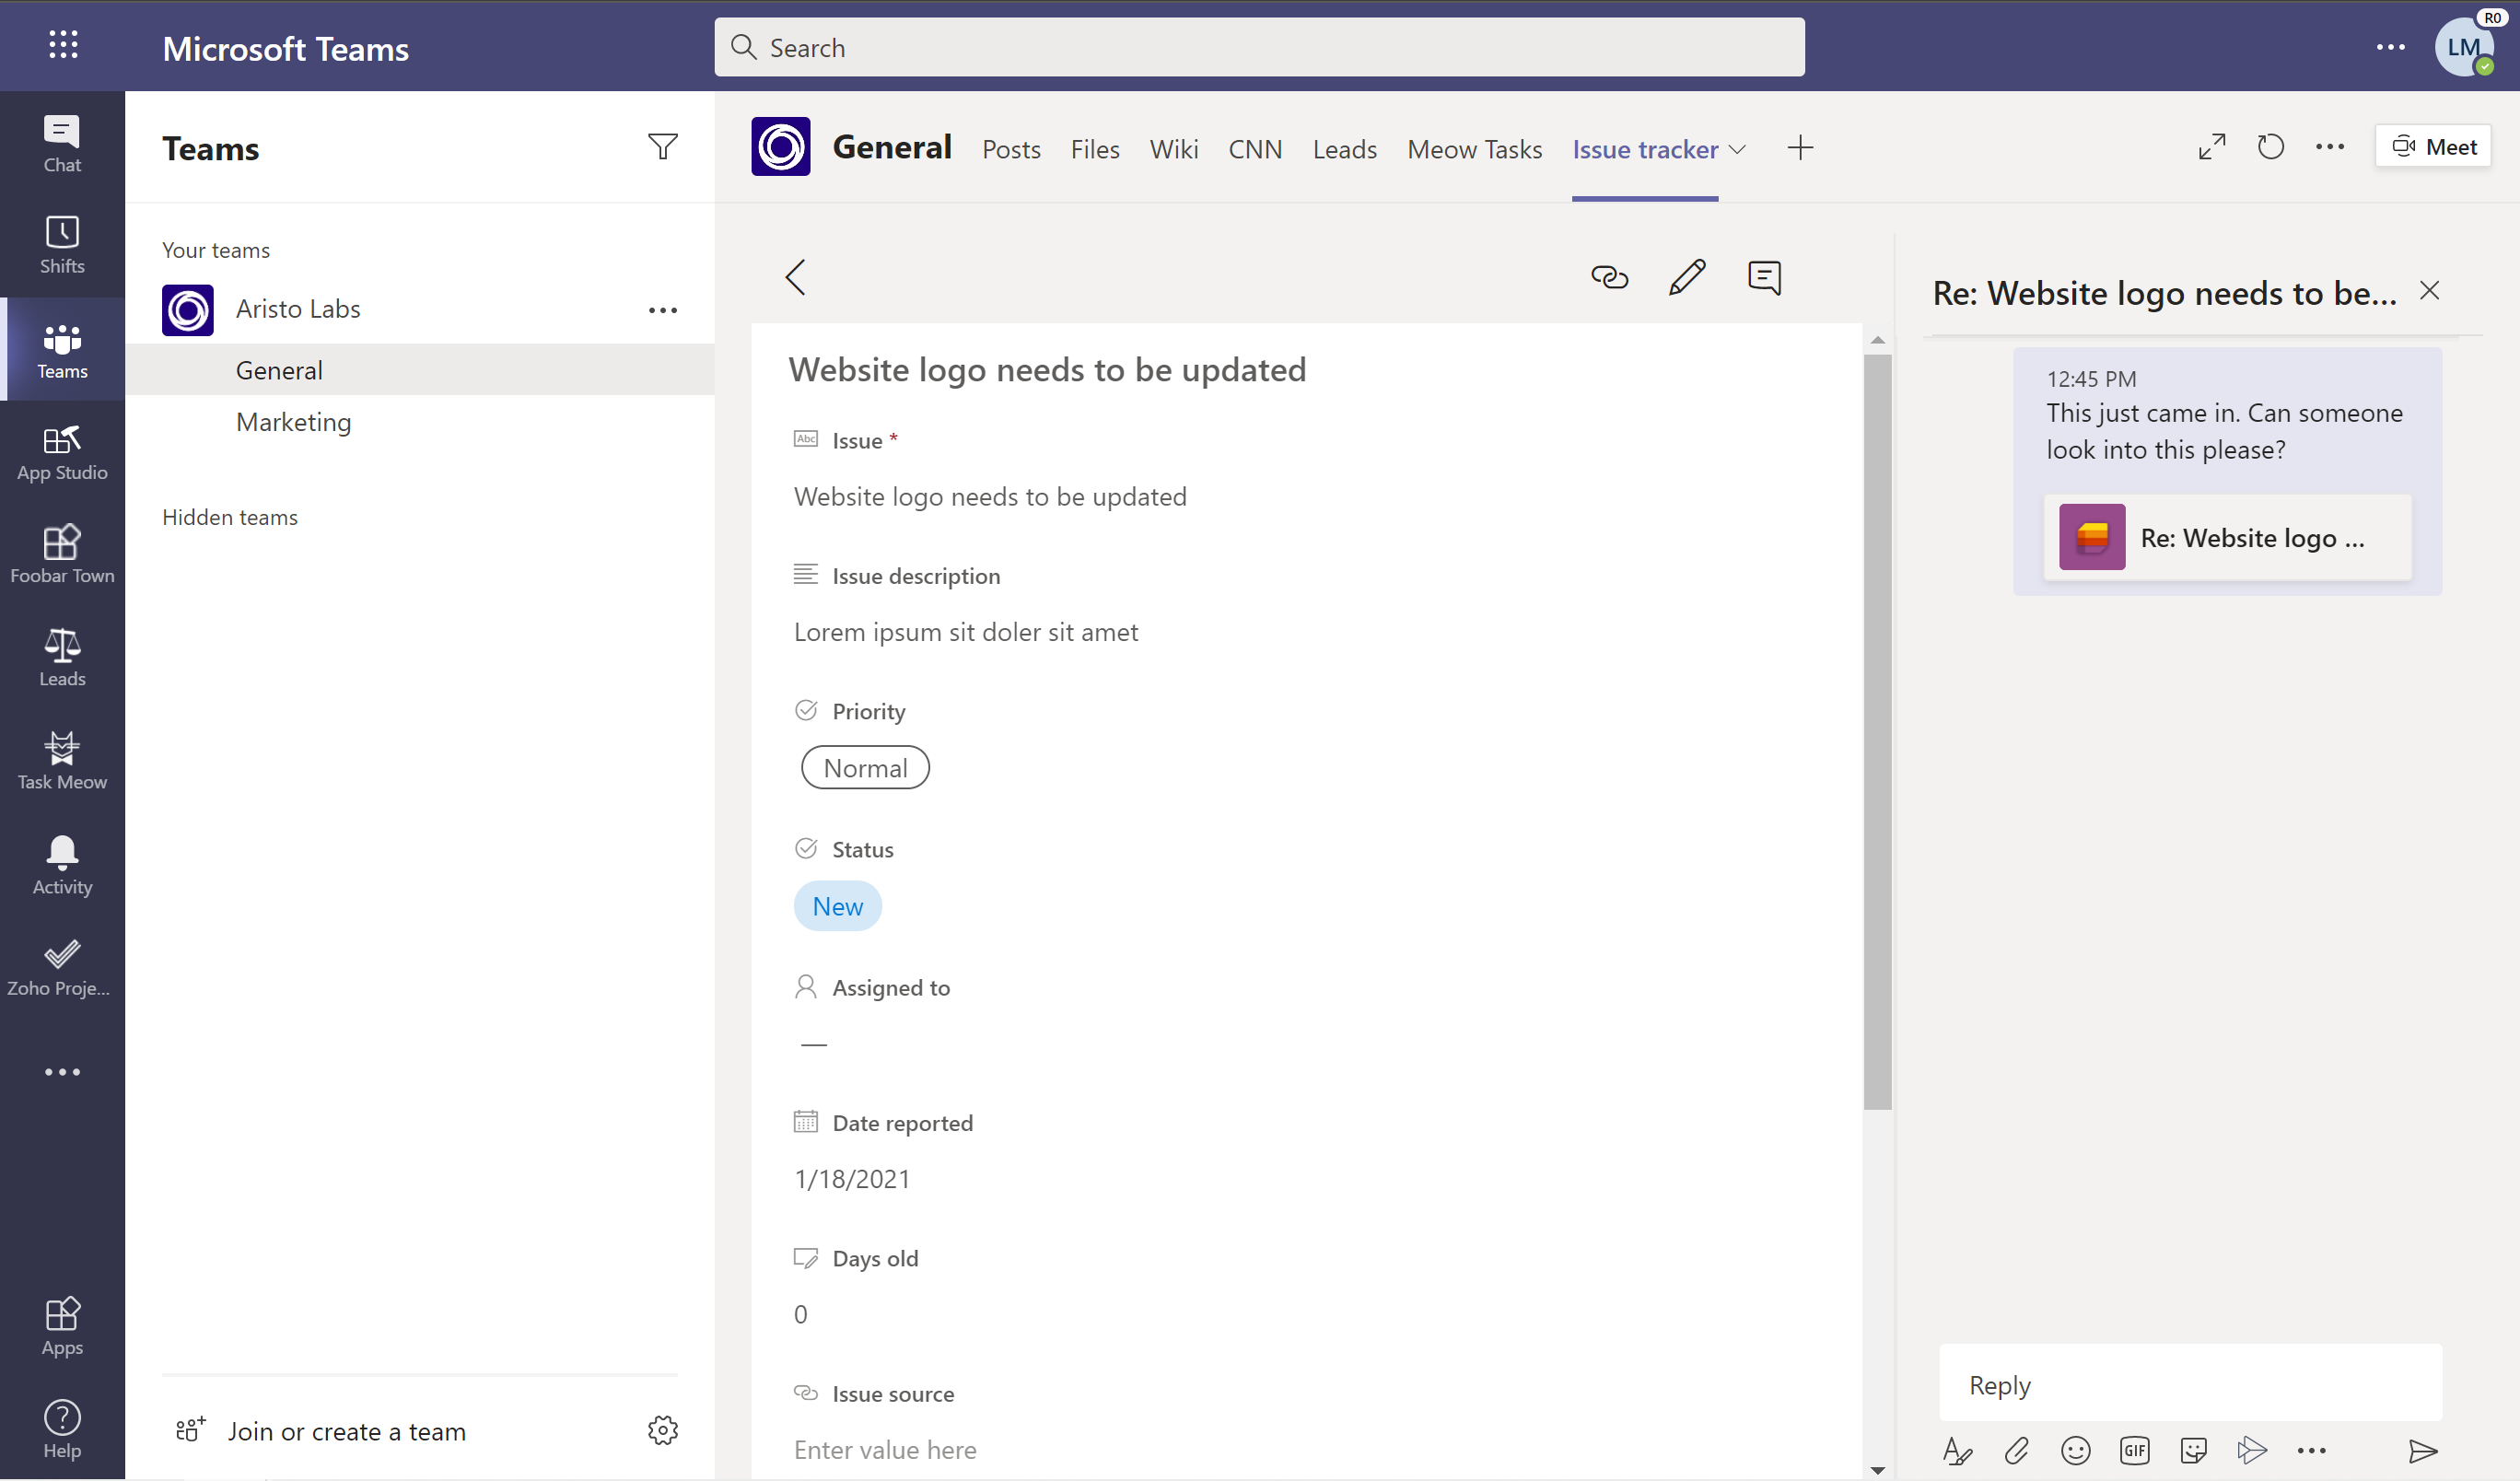 Microsoft Teams
Search
R0
LM
Chat
Shifts
Teams
App Studio
Foobar Town
Leads
Task Meow
Activity
Zoho Proje...
Apps
Help
Teams
Your teams
Aristo Labs
General
Marketing
Hidden teams
Join or create a team
General Posts Files Wiki CNN Leads Meow Tasks Issue tracker
Meet
Website logo needs to be updated
Abc Issue *
Website logo needs to be updated
Issue description
Lorem ipsum sit doler sit amet
Priority
Normal
Status
New
Assigned to
—
Date reported
1/18/2021
Days old
0
Issue source
Enter value here
Re: Website logo needs to be...
12:45 PM
This just came in. Can someone
look into this please?
Re: Website logo ...
Reply
GIF